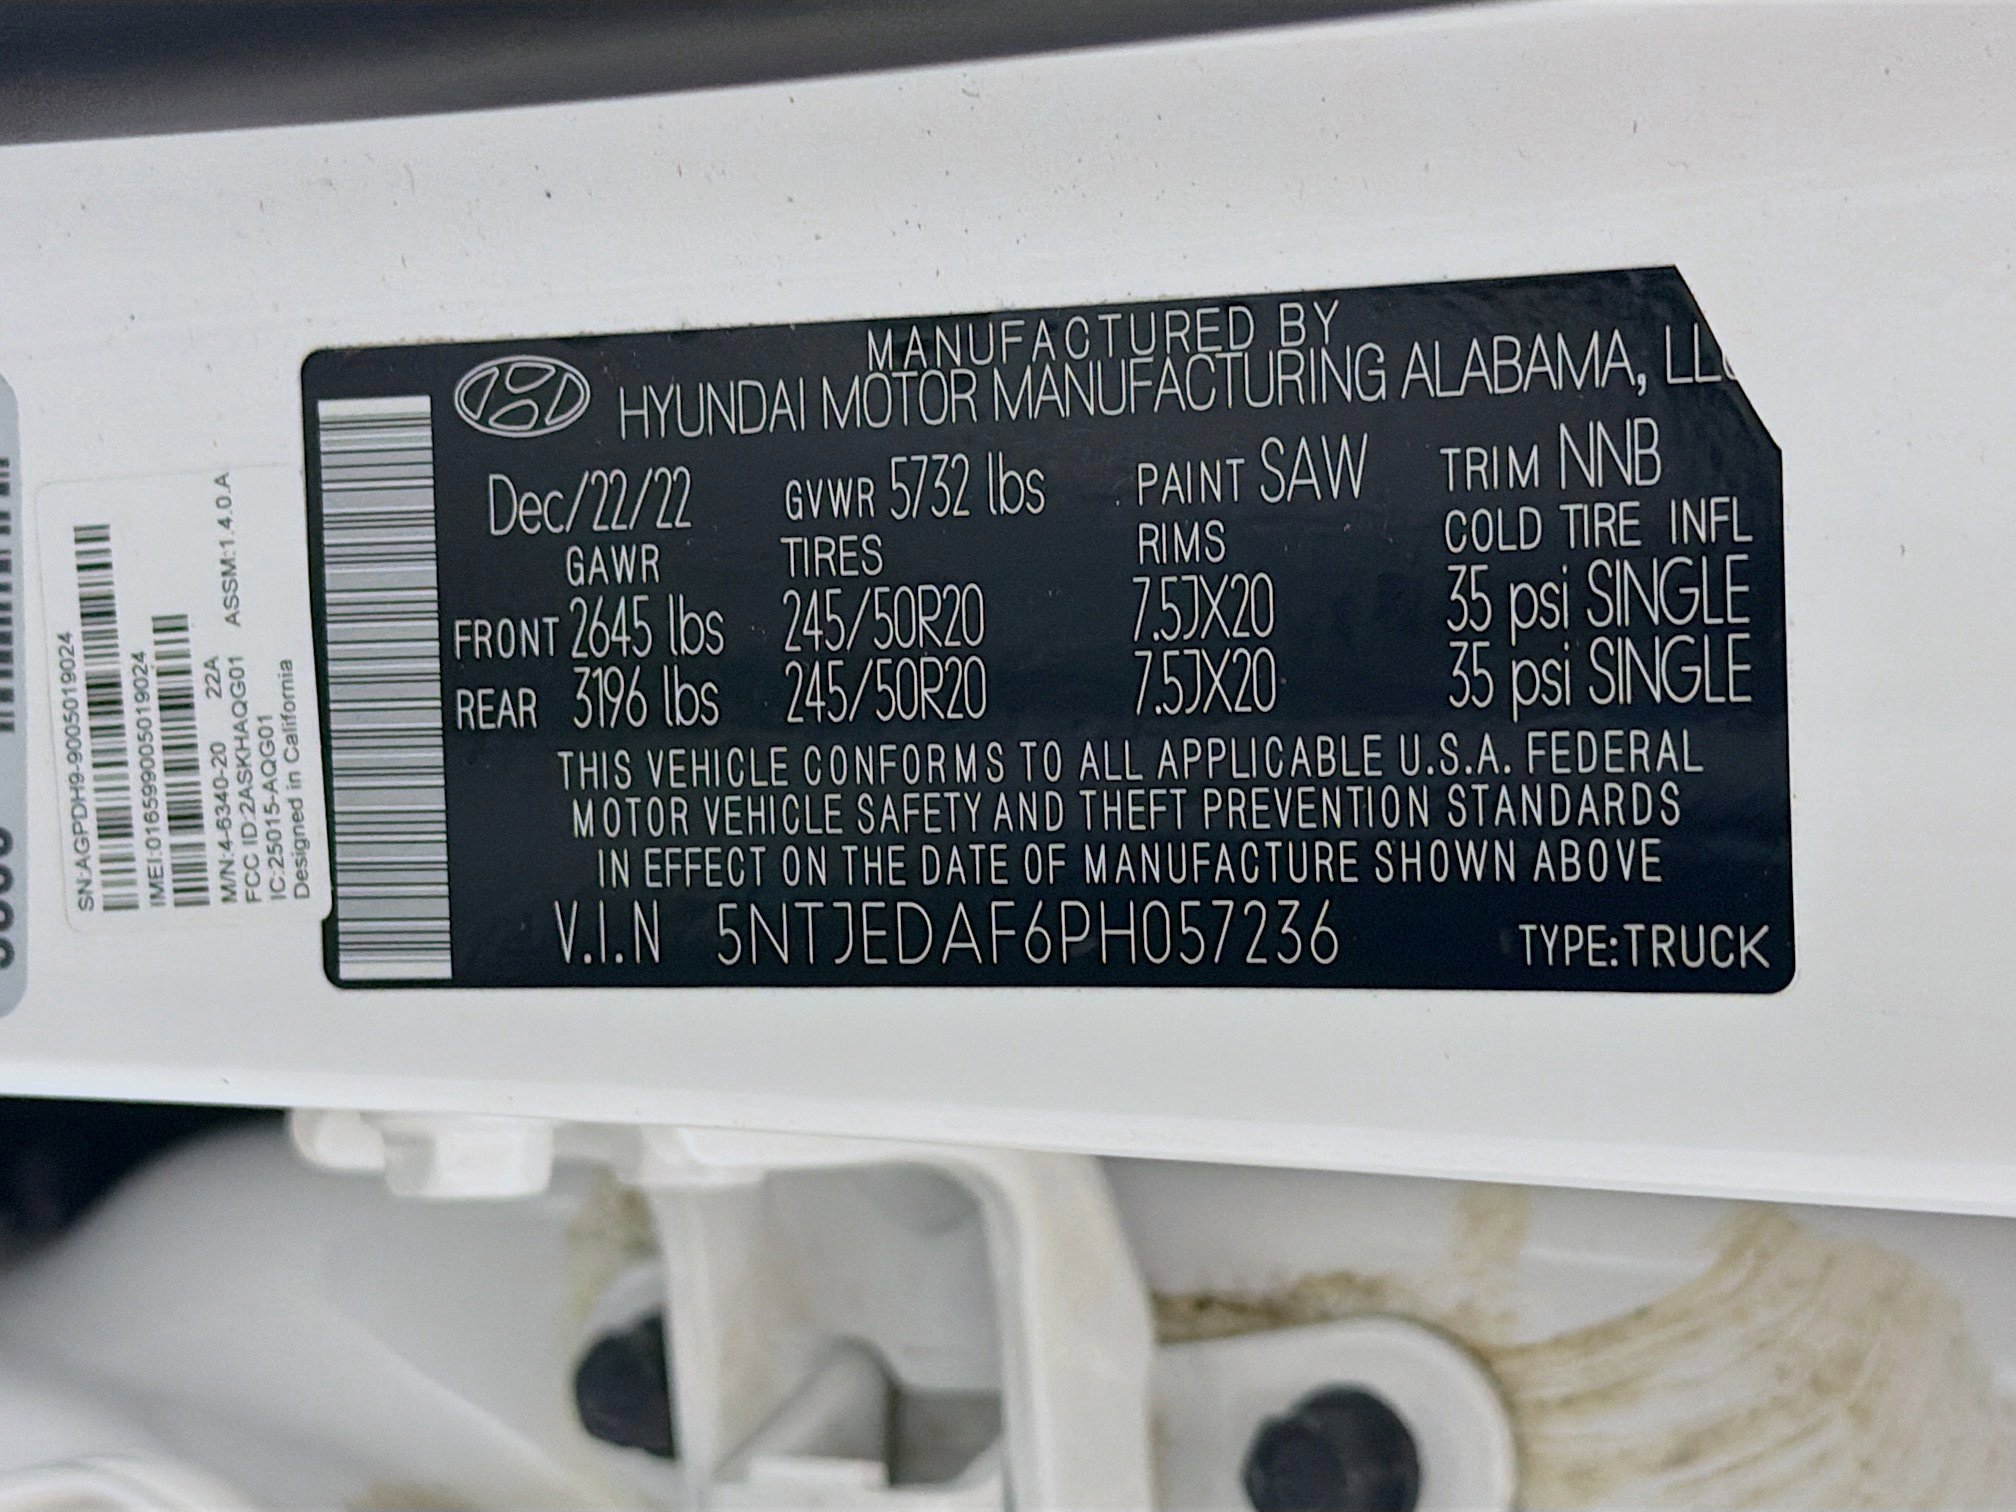 MANUFACTURED BY
HYUNDAI MOTOR MANUFACTURING ALABAMA, LLC
Dec/22/22 GVWR 5732 lbs PAINT SAW TRIM NNB
GAWR TIRES RIMS COLD TIRE INFL
FRONT 2645 lbs 245/50R20 7.5JX20 35 psi SINGLE
REAR 3196 lbs 245/50R20 7.5JX20 35 psi SINGLE
THIS VEHICLE CONFORMS TO ALL APPLICABLE U.S.A. FEDERAL
MOTOR VEHICLE SAFETY AND THEFT PREVENTION STANDARDS
IN EFFECT ON THE DATE OF MANUFACTURE SHOWN ABOVE
V.I.N 5NTJEDAF6PH057236 TYPE:TRUCK
SN:AGPDH9-9005019024
IMEI:016599005019024
M/N:4-6340-20 22A ASSM:1.4.0.A
FCC ID:2ASKHAQG01
IC:25015-AQG01
Designed in California